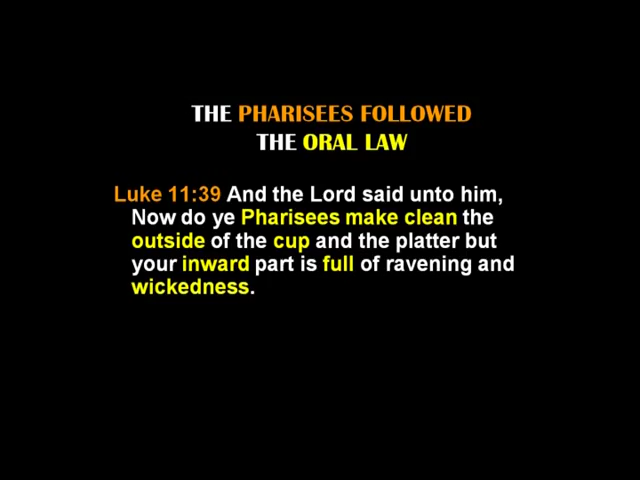 THE PHARISEES FOLLOWED
THE ORAL LAW
Luke 11:39 And the Lord said unto him,
Now do ye Pharisees make clean the
outside of the cup and the platter but
your inward part is full of ravening and
wickedness.